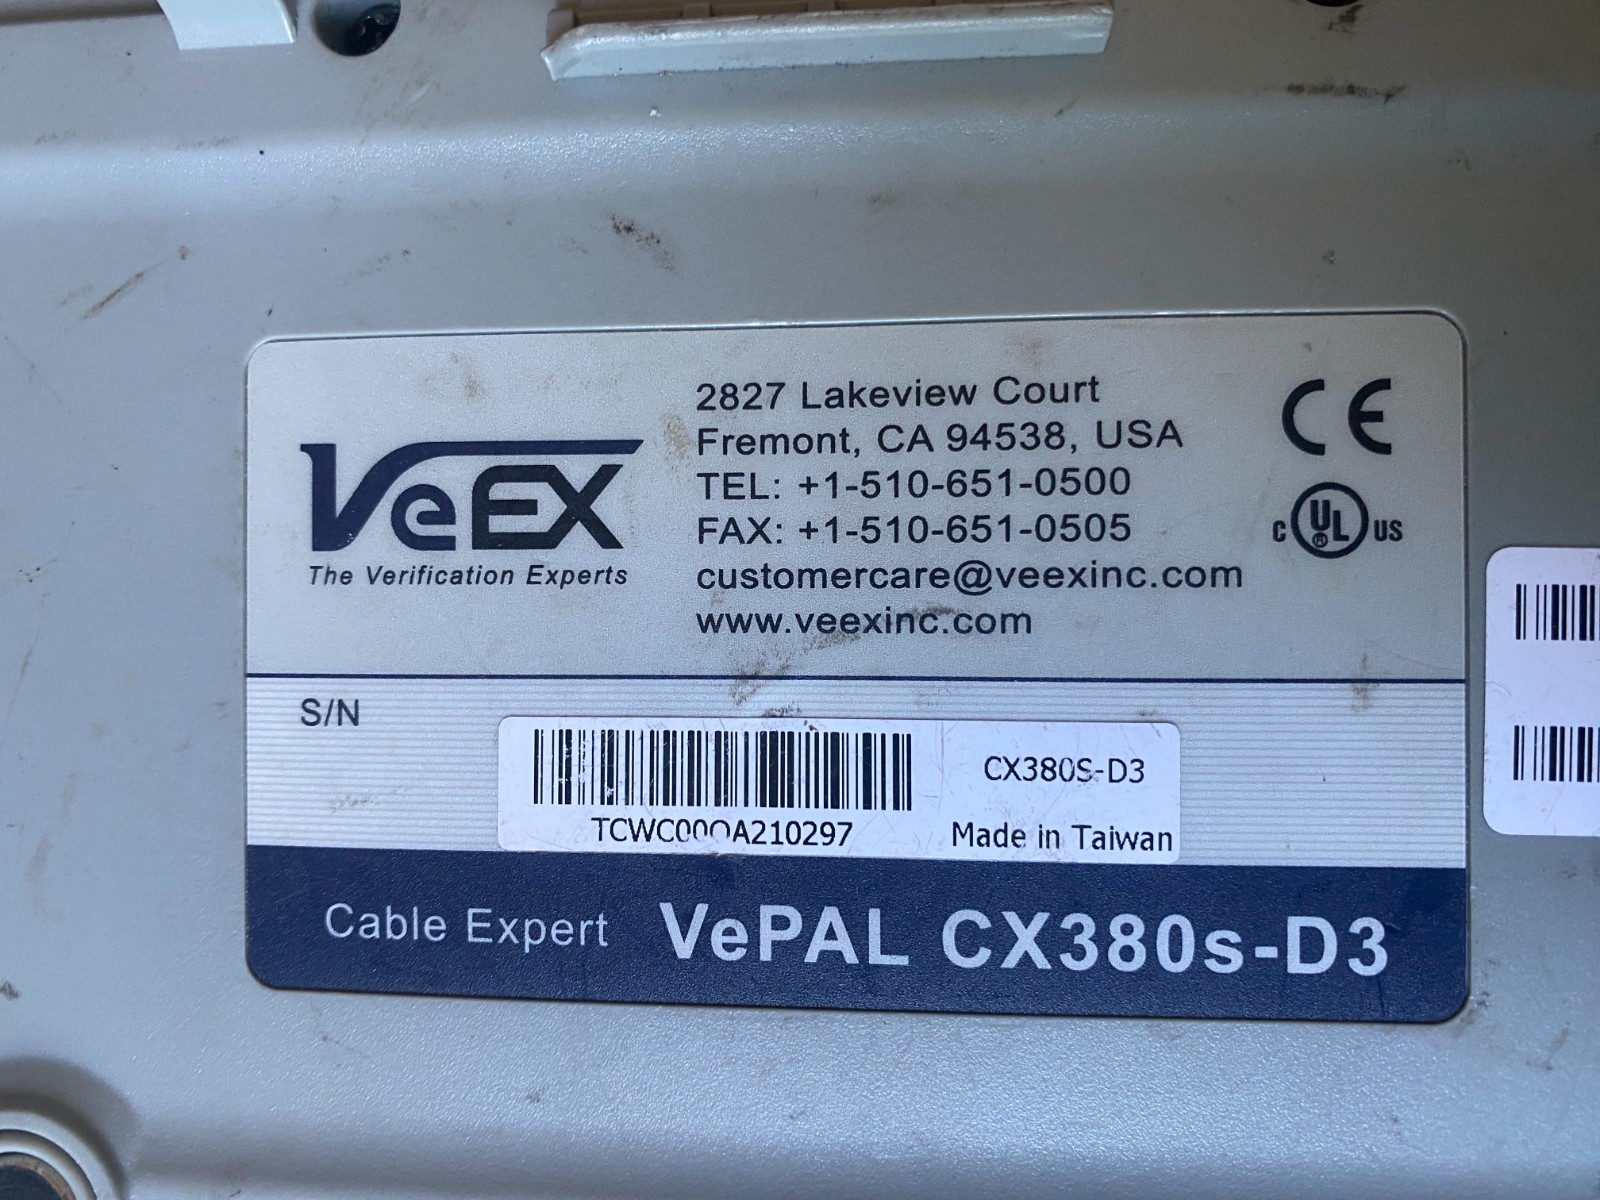 VeEX
The Verification Experts
2827 Lakeview Court
Fremont, CA 94538, USA
TEL: +1-510-651-0500
FAX: +1-510-651-0505
customercare@veexinc.com
www.veexinc.com
CE
C UL® US
S/N
CX380S-D3
Made in Taiwan
Cable Expert VePAL CX380s-D3